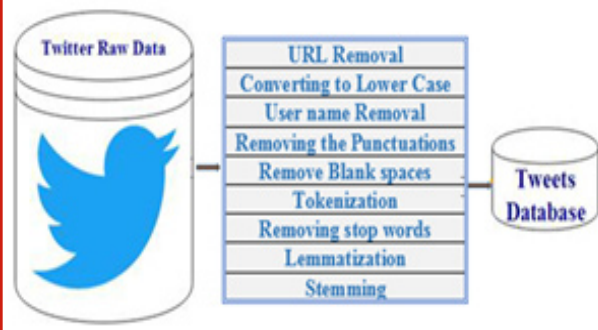 Twitter Raw Data
URL Removal
Converting to Lower Case
User name Removal
Removing the Punctuations
Remove Blank spaces
Tokenization
Removing stop words
Lemmatization
Stemming
Tweets
Database